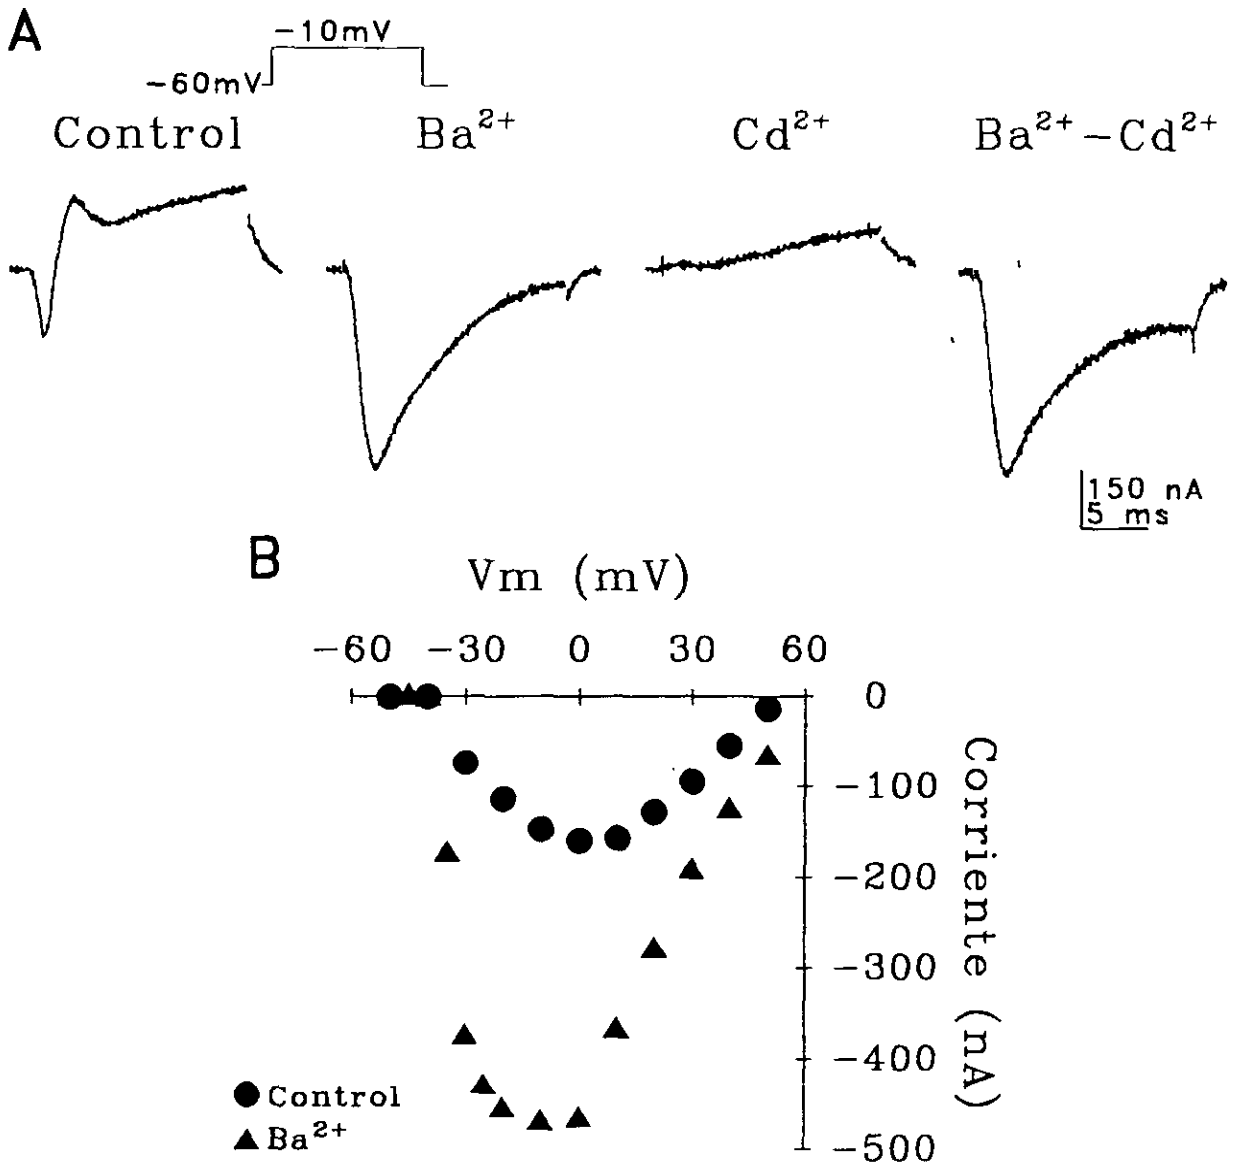 A
-10mV
-60mV
Control
Ba²⁺
Cd²⁺
Ba²⁺-Cd²⁺
150 nA
5 ms
B
Vm (mV)
-60 -30 0 30 60
0
-100
-200
-300
-400
-500
Corriente (nA)
Control
Ba²⁺